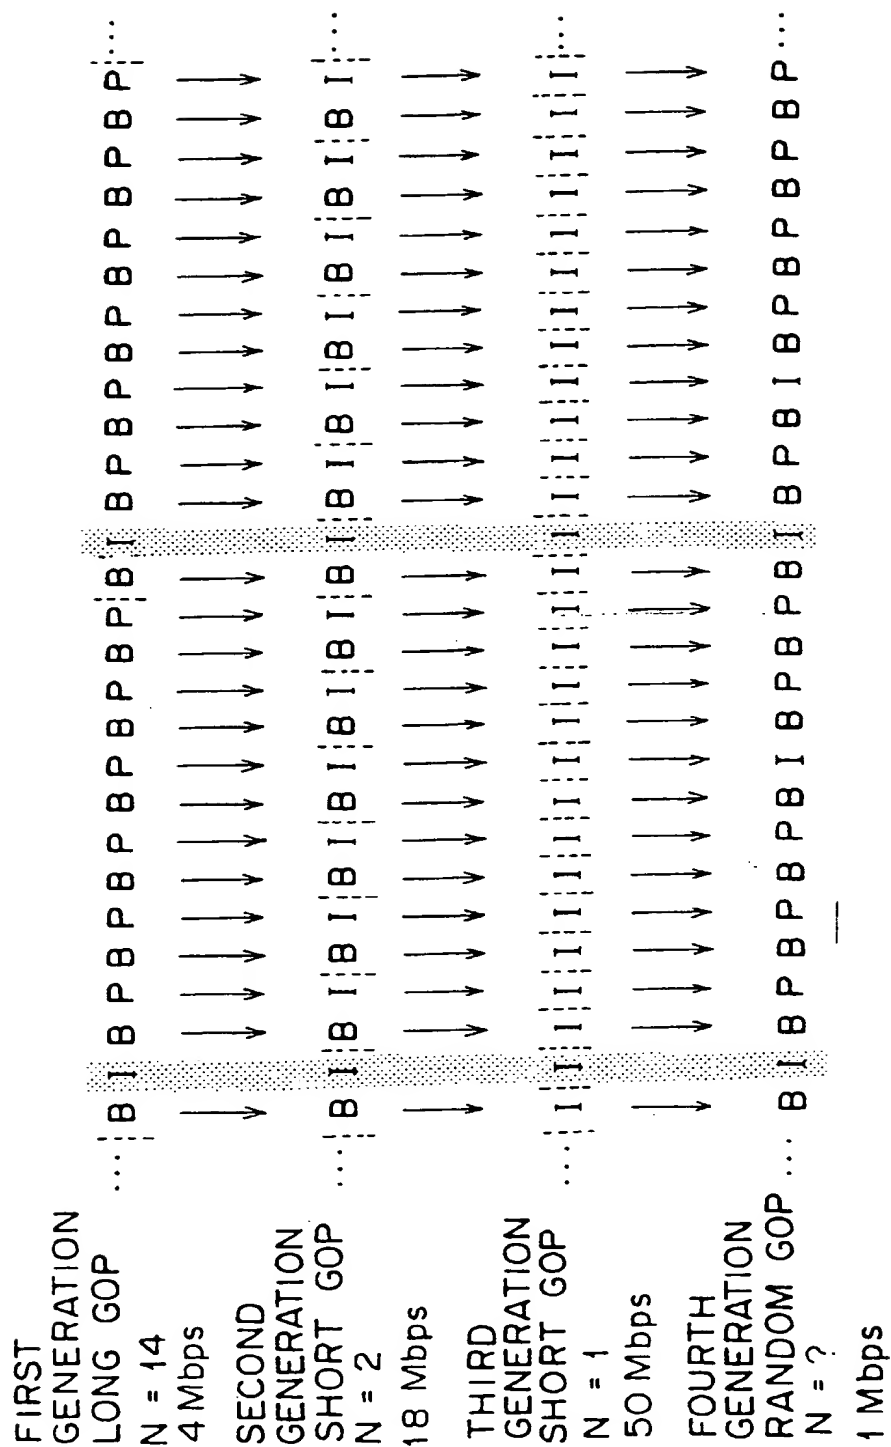 FIRST
GENERATION
LONG GOP .... B I B P B P B P B P B P B P B I B P B P B P B P B P B P ....
N = 14
4 Mbps
SECOND
GENERATION
SHORT GOP .... B I B I B I B I B I B I B I B I B I B I B I B I B I B I ....
N = 2
18 Mbps
THIRD
GENERATION
SHORT GOP .... I I I I I I I I I I I I I I I I I I I I I I I I I I I I ....
N = 1
50 Mbps
FOURTH
GENERATION
RANDOM GOP .... B I B P B P B P B I B P B P B I B P B I B P B P B P B P ....
N = ?
1 Mbps